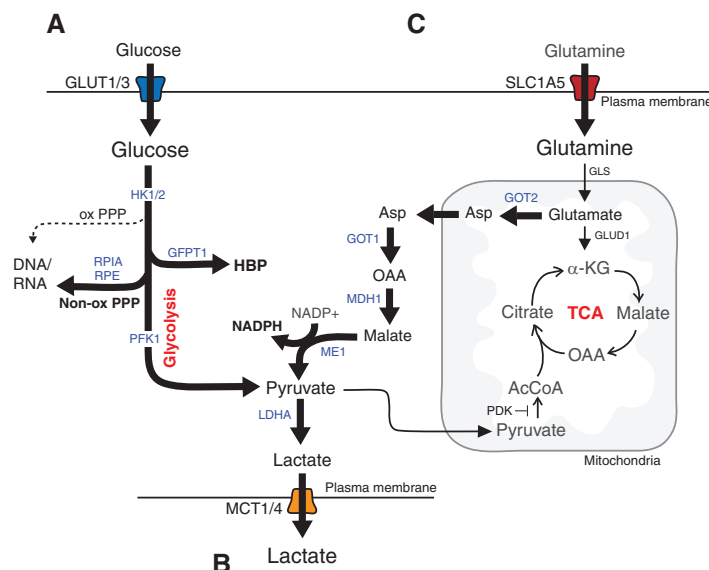 A
C
Glucose
Glutamine
GLUT1/3
SLC1A5
Plasma membrane
Glucose
Glutamine
GLS
HK1/2
ox PPP
Asp
Asp
GOT2
Glutamate
GOT1
GLUD1
DNA/
RNA
RPIA
RPE
GFPT1
HBP
OAA
α-KG
Non-ox PPP
MDH1
Citrate
TCA
Malate
Glycolysis
NADPH
NADP+
PFK1
Malate
ME1
OAA
AcCoA
Pyruvate
PDK
LDHA
Pyruvate
Lactate
Mitochondria
Plasma membrane
MCT1/4
B
Lactate